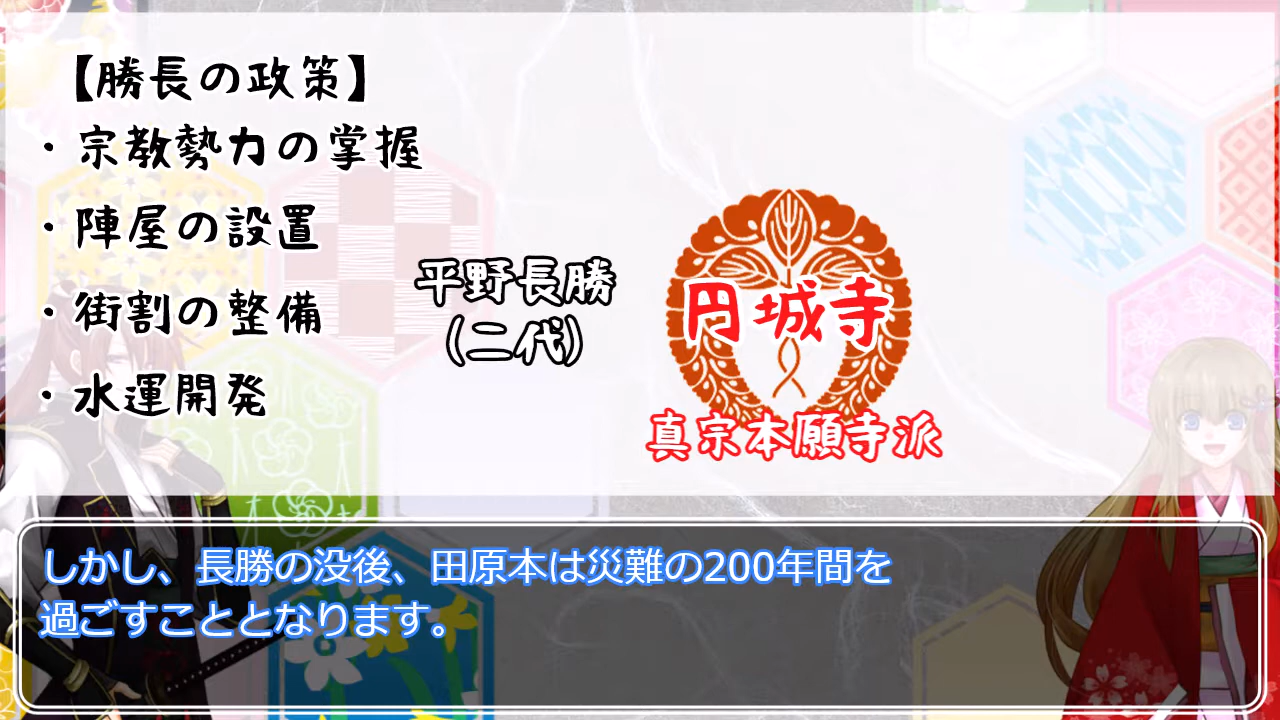 【勝長の政策】
・宗教勢力の掌握
・陣屋の設置
・街割の整備
・水運開発
平野長勝
（二代）
円城寺
真宗本願寺派
しかし、長勝の没後、田原本は災難の200年間を
過ごすこととなります。